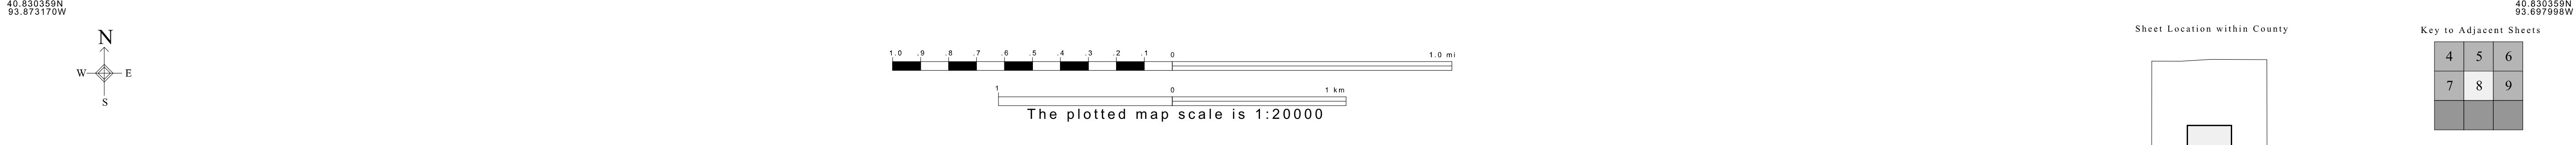 40.830359N
93.873170W
N
W E
S
1.0 .9 .8 .7 .6 .5 .4 .3 .2 .1 0 1.0 mi
1 0 1 km
The plotted map scale is 1:20000
Sheet Location within County
40.830359N
93.697998W
Key to Adjacent Sheets
4 5 6
7 8 9